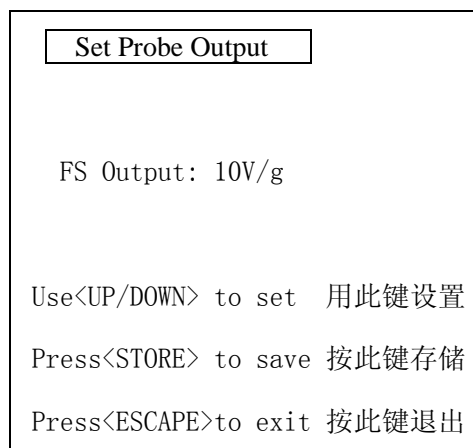 Set Probe Output
FS Output: 10V/g
Use<UP/DOWN> to set 用此键设置
Press<STORE> to save 按此键存储
Press<ESCAPE>to exit 按此键退出